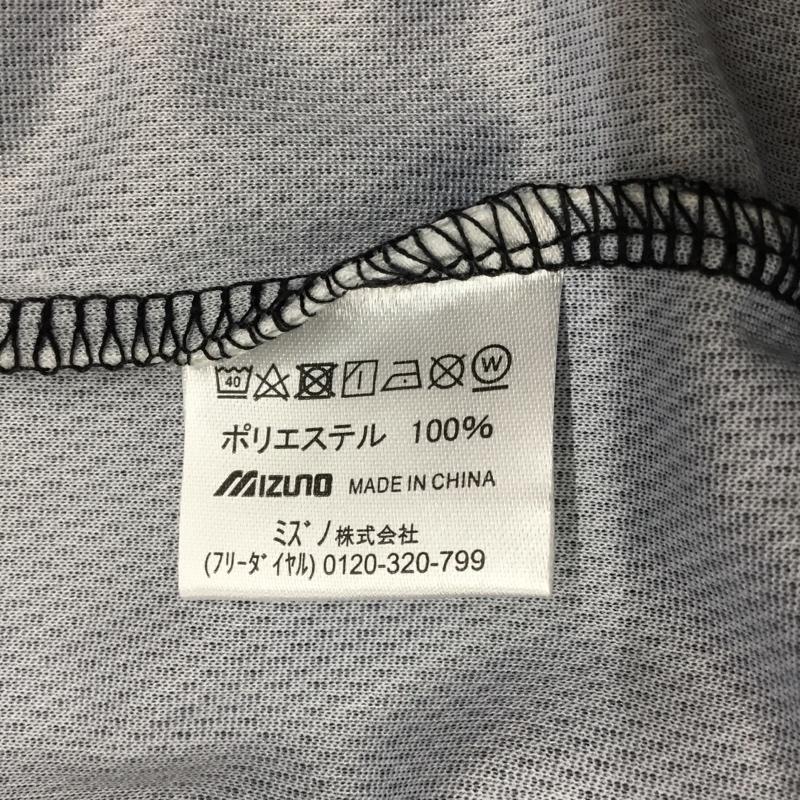 40 W
ポリエステル 100%
MIZUNO MADE IN CHINA
ミズノ株式会社
(フリーダイヤル) 0120-320-799